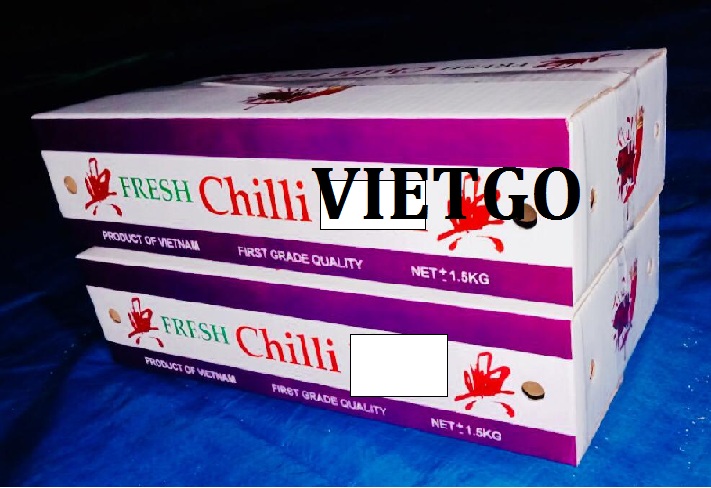 FRESH Chilli VIETGO
PRODUCT OF VIETNAM FIRST GRADE QUALITY NET±1.5KG
FRESH Chilli
PRODUCT OF VIETNAM FIRST GRADE QUALITY NET±1.5KG